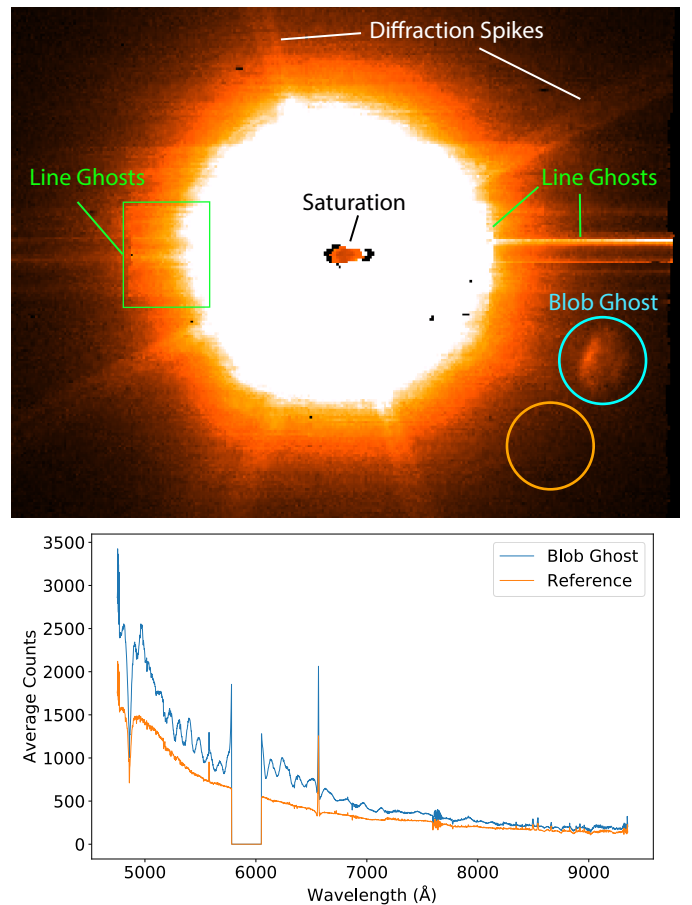 Diffraction Spikes
Line Ghosts
Saturation
Line Ghosts
Blob Ghost
3500
3000
2500
2000
1500
1000
500
0
Average Counts
Blob Ghost
Reference
5000 6000 7000 8000 9000
Wavelength (Å)